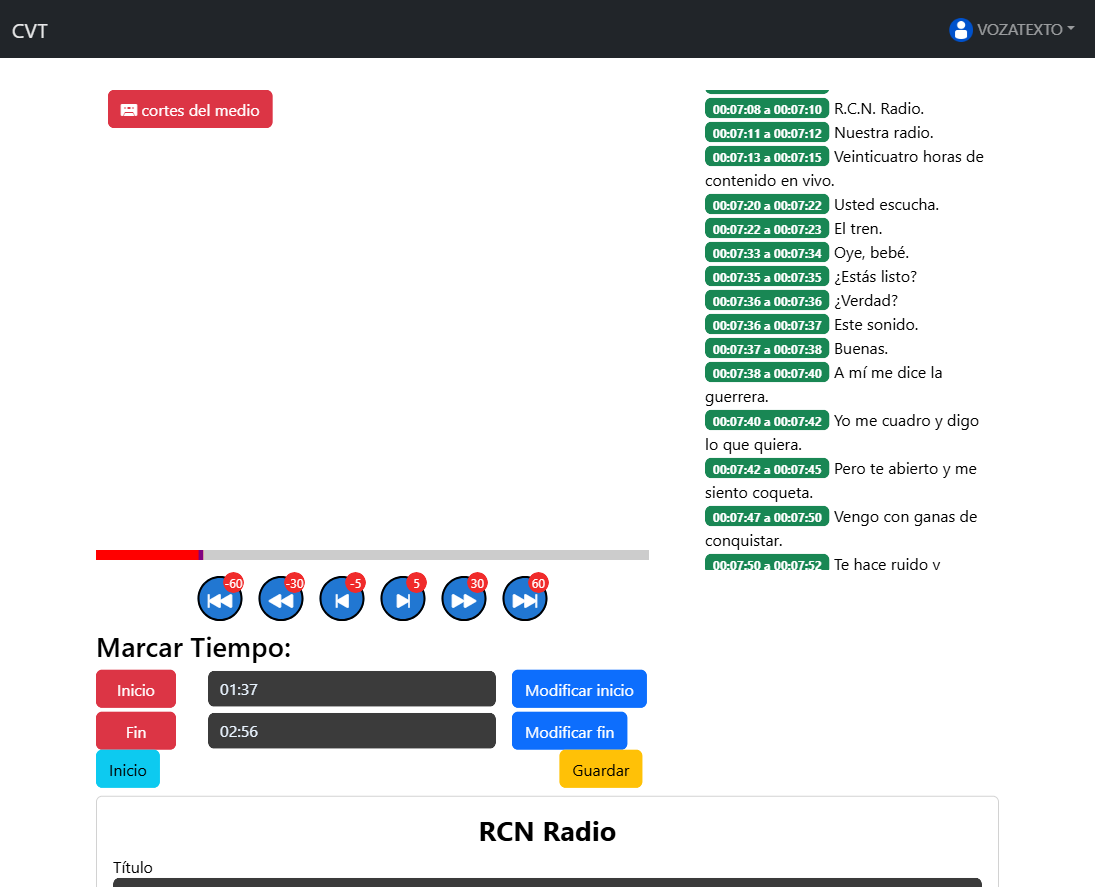 CVT
VOZATEXTO
cortes del medio
00:07:08 a 00:07:10 R.C.N. Radio.
00:07:11 a 00:07:12 Nuestra radio.
00:07:13 a 00:07:15 Veinticuatro horas de
contenido en vivo.
00:07:20 a 00:07:22 Usted escucha.
00:07:22 a 00:07:23 El tren.
00:07:33 a 00:07:34 Oye, bebé.
00:07:35 a 00:07:35 ¿Estás listo?
00:07:36 a 00:07:36 ¿Verdad?
00:07:36 a 00:07:37 Este sonido.
00:07:37 a 00:07:38 Buenas.
00:07:38 a 00:07:40 A mí me dice la
guerrera.
00:07:40 a 00:07:42 Yo me cuadro y digo
lo que quiera.
00:07:42 a 00:07:45 Pero te abierto y me
siento coqueta.
00:07:47 a 00:07:50 Vengo con ganas de
conquistar.
00:07:50 a 00:07:52 Te hace ruido y
-60 -30 -5 5 30 60
Marcar Tiempo:
Inicio 01:37 Modificar inicio
Fin 02:56 Modificar fin
Inicio Guardar
RCN Radio
Título